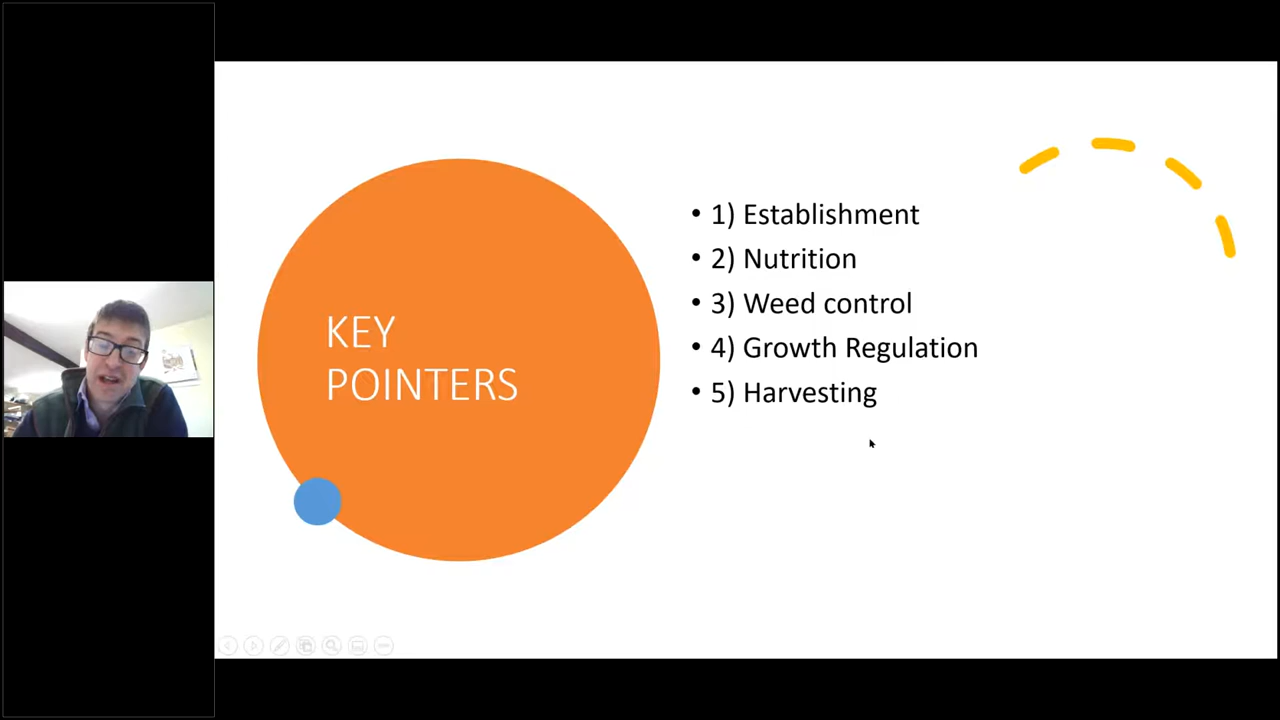 KEY
POINTERS
• 1) Establishment
• 2) Nutrition
• 3) Weed control
• 4) Growth Regulation
• 5) Harvesting